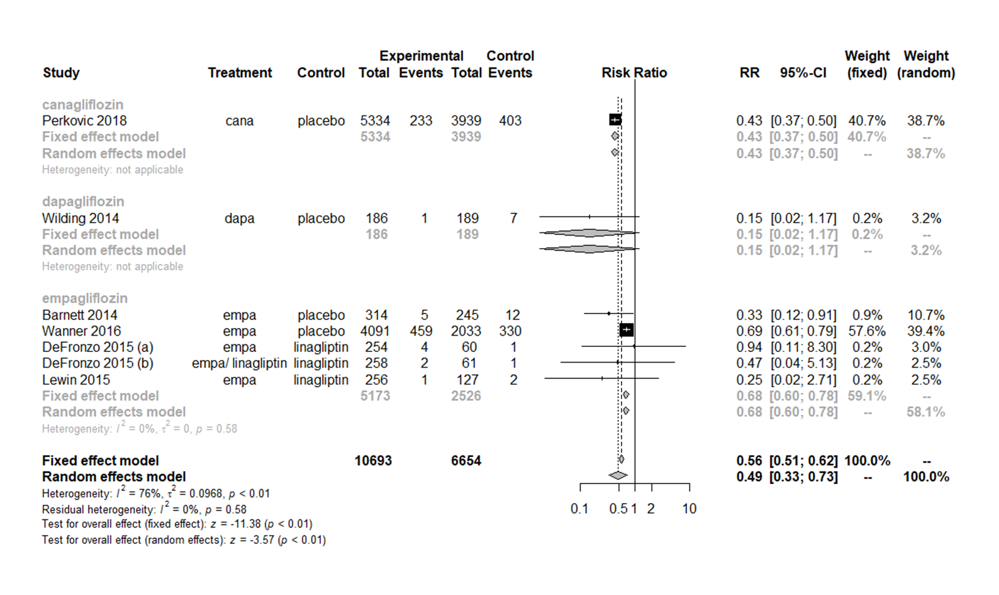 Experimental Control Weight Weight
Study Treatment Control Total Events Total Events Risk Ratio RR 95%-CI (fixed) (random)
canagliflozin
Perkovic 2018 cana placebo 5334 233 3939 403 0.43 [0.37; 0.50] 40.7% 38.7%
Fixed effect model 5334 3939 0.43 [0.37; 0.50] 40.7% --
Random effects model 0.43 [0.37; 0.50] -- 38.7%
Heterogeneity: not applicable
dapagliflozin
Wilding 2014 dapa placebo 186 1 189 7 0.15 [0.02; 1.17] 0.2% 3.2%
Fixed effect model 186 189 0.15 [0.02; 1.17] 0.2% --
Random effects model 0.15 [0.02; 1.17] -- 3.2%
Heterogeneity: not applicable
empagliflozin
Barnett 2014 empa placebo 314 5 245 12 0.33 [0.12; 0.91] 0.9% 10.7%
Wanner 2016 empa placebo 4091 459 2033 330 0.69 [0.61; 0.79] 57.6% 39.4%
DeFronzo 2015 (a) empa linagliptin 254 4 60 1 0.94 [0.11; 8.30] 0.2% 3.0%
DeFronzo 2015 (b) empa/ linagliptin linagliptin 258 2 61 1 0.47 [0.04; 5.13] 0.2% 2.5%
Lewin 2015 empa linagliptin 256 1 127 2 0.25 [0.02; 2.71] 0.2% 2.5%
Fixed effect model 5173 2526 0.68 [0.60; 0.78] 59.1% --
Random effects model 0.68 [0.60; 0.78] -- 58.1%
Heterogeneity: I² = 0%, τ² = 0, p = 0.58
Fixed effect model 10693 6654 0.56 [0.51; 0.62] 100.0% --
Random effects model 0.49 [0.33; 0.73] -- 100.0%
Heterogeneity: I² = 76%, τ² = 0.0968, p < 0.01
Residual heterogeneity: I² = 0%, p = 0.58
0.1 0.5 1 2 10
Test for overall effect (fixed effect): z = -11.38 (p < 0.01)
Test for overall effect (random effects): z = -3.57 (p < 0.01)